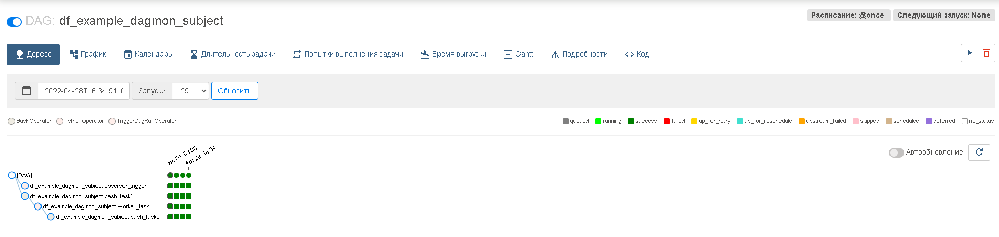 DAG: df_example_dagmon_subject
Расписание: @once
Следующий запуск: None
Дерево
График
Календарь
Длительность задачи
Попытки выполнения задачи
Время выгрузки
Gantt
Подробности
Код
2022-04-28T16:34:54+0
Запуски
25
Обновить
BashOperator
PythonOperator
TriggerDagRunOperator
queued
running
success
failed
up_for_retry
up_for_reschedule
upstream_failed
skipped
scheduled
deferred
no_status
Автообновление
Jan 01, 03:00
Apr 28, 16:34
[DAG]
df_example_dagmon_subject.observer_trigger
df_example_dagmon_subject.bash_task1
df_example_dagmon_subject.worker_task
df_example_dagmon_subject.bash_task2